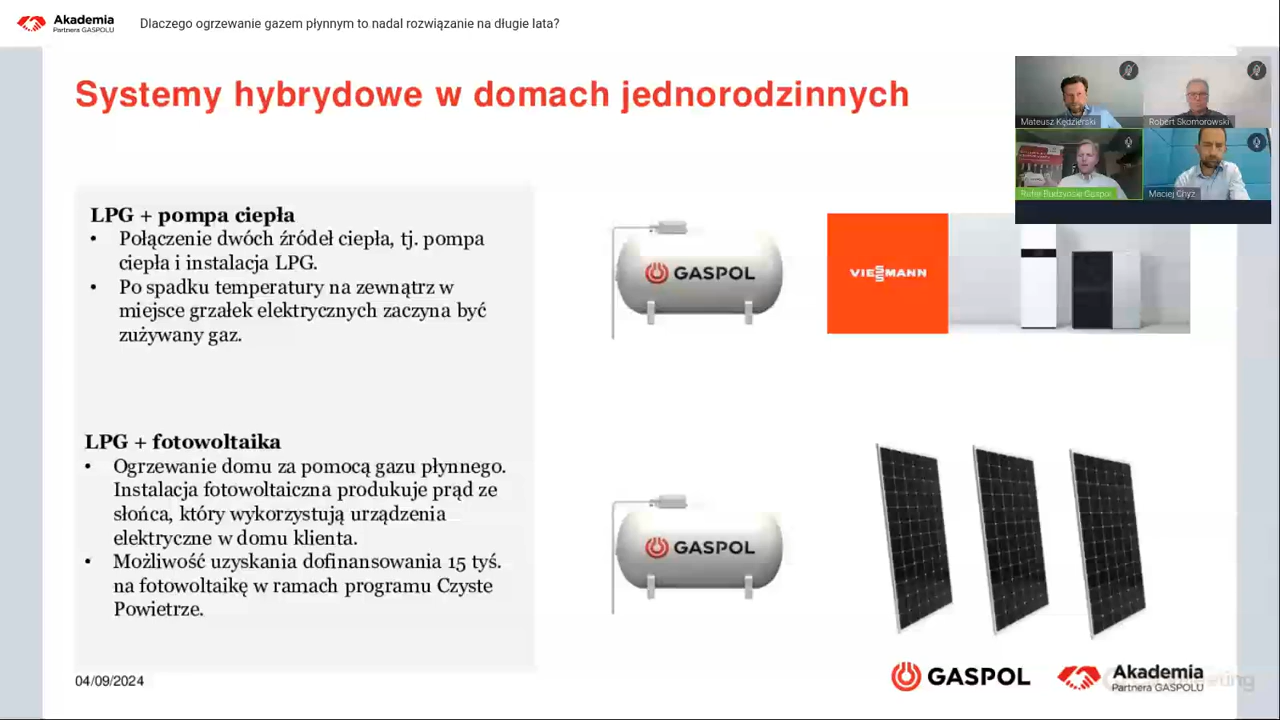 Akademia
Partnera GASPOLU
Dlaczego ogrzewanie gazem płynnym to nadal rozwiązanie na długie lata?
Systemy hybrydowe w domach jednorodzinnych
Mateusz Kędzierski
Robert Skomorowski
Rafał Budzyński Gaspol
Maciej Chyż
LPG + pompa ciepła
• Połączenie dwóch źródeł ciepła, tj. pompa
ciepła i instalacja LPG.
• Po spadku temperatury na zewnątrz w
miejsce grzałek elektrycznych zaczyna być
zużywany gaz.
GASPOL
VIESSMANN
LPG + fotowoltaika
• Ogrzewanie domu za pomocą gazu płynnego.
Instalacja fotowoltaiczna produkuje prąd ze
słońca, który wykorzystują urządzenia
elektryczne w domu klienta.
• Możliwość uzyskania dofinansowania 15 tyś.
na fotowoltaikę w ramach programu Czyste
Powietrze.
GASPOL
04/09/2024
GASPOL
Akademia
Partnera GASPOLU